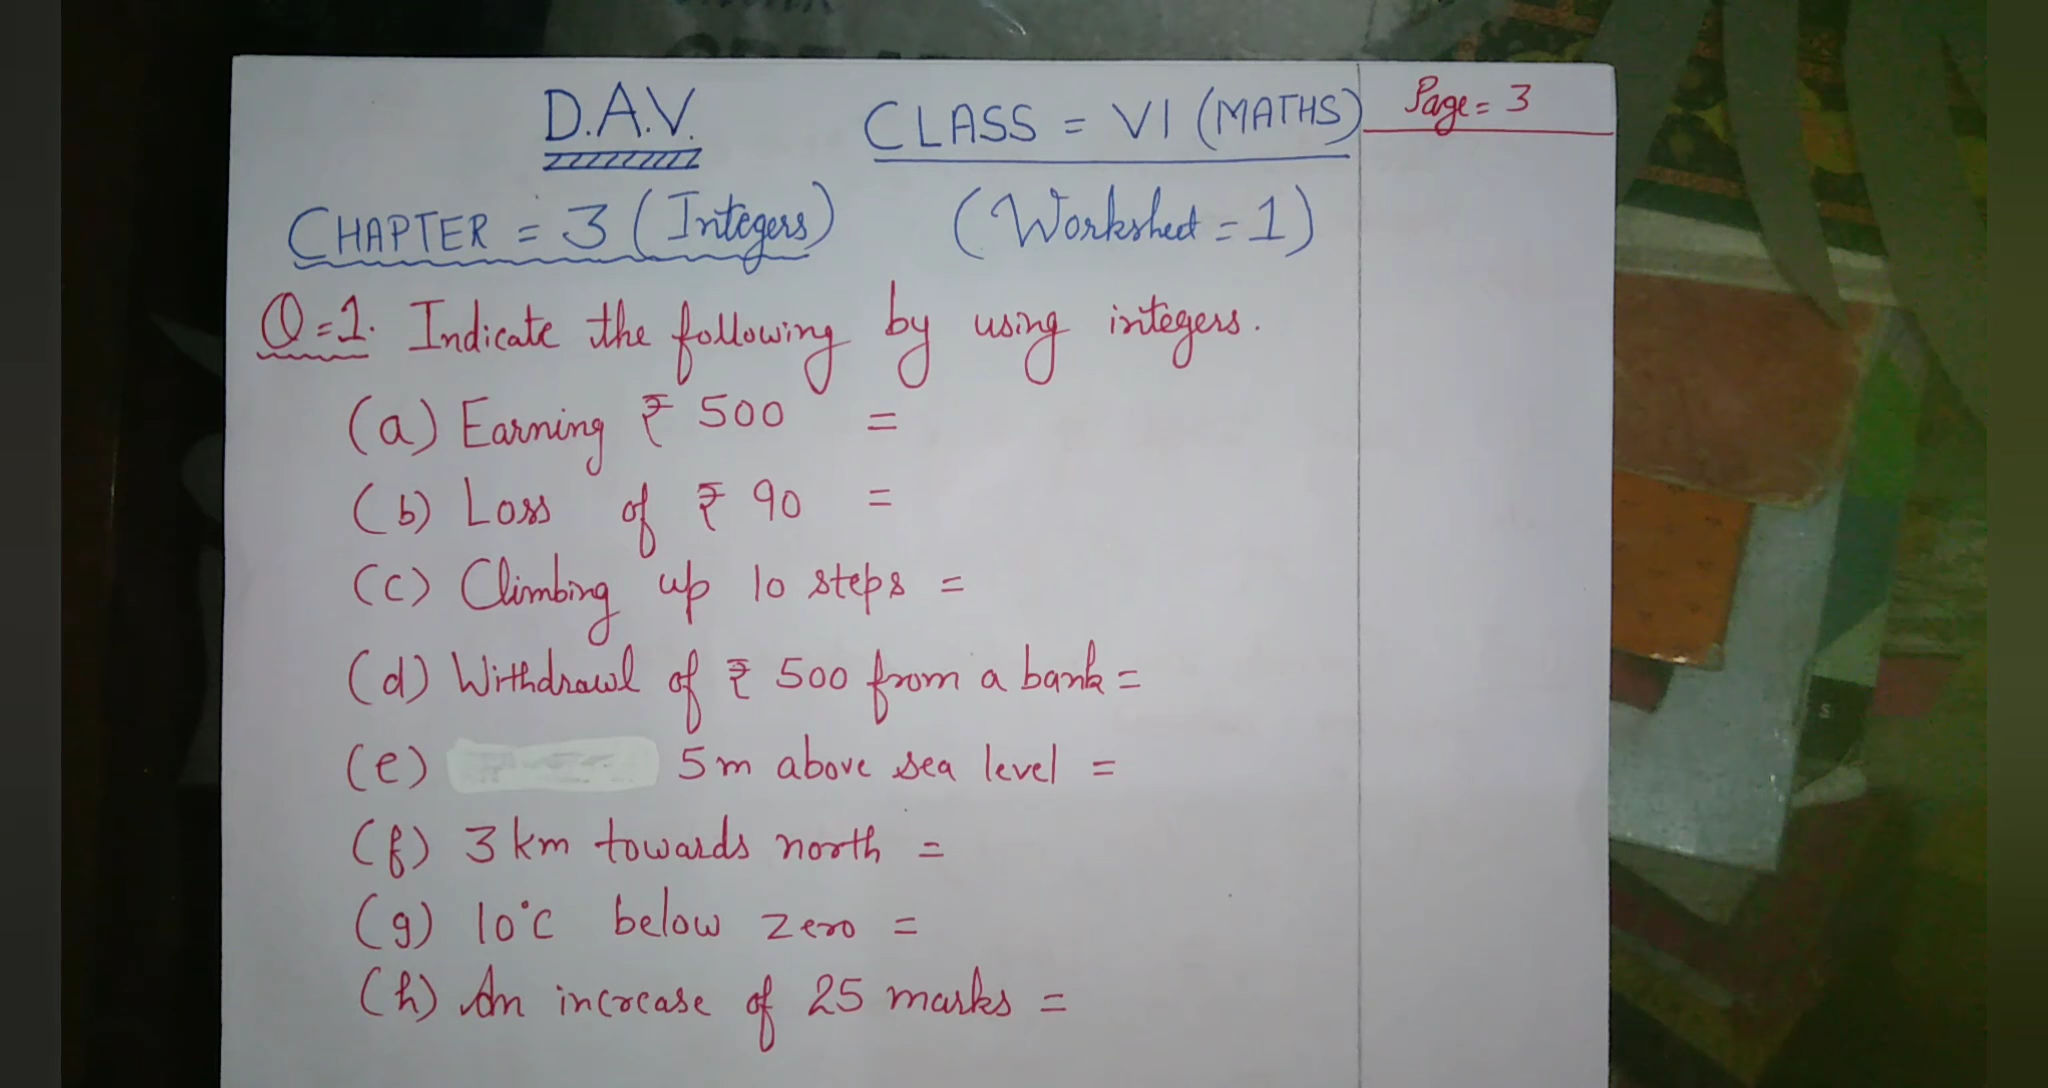 D.A.V. CLASS = VI (MATHS) Page = 3
CHAPTER = 3 (Integers) (Worksheet = 1)
Q=1. Indicate the following by using integers.
(a) Earning ₹ 500 =
(b) Loss of ₹ 90 =
(c) Climbing up 10 steps =
(d) Withdrawl of ₹ 500 from a bank =
(e) 5m above sea level =
(f) 3 km towards north =
(g) 10°C below zero =
(h) An increase of 25 marks =